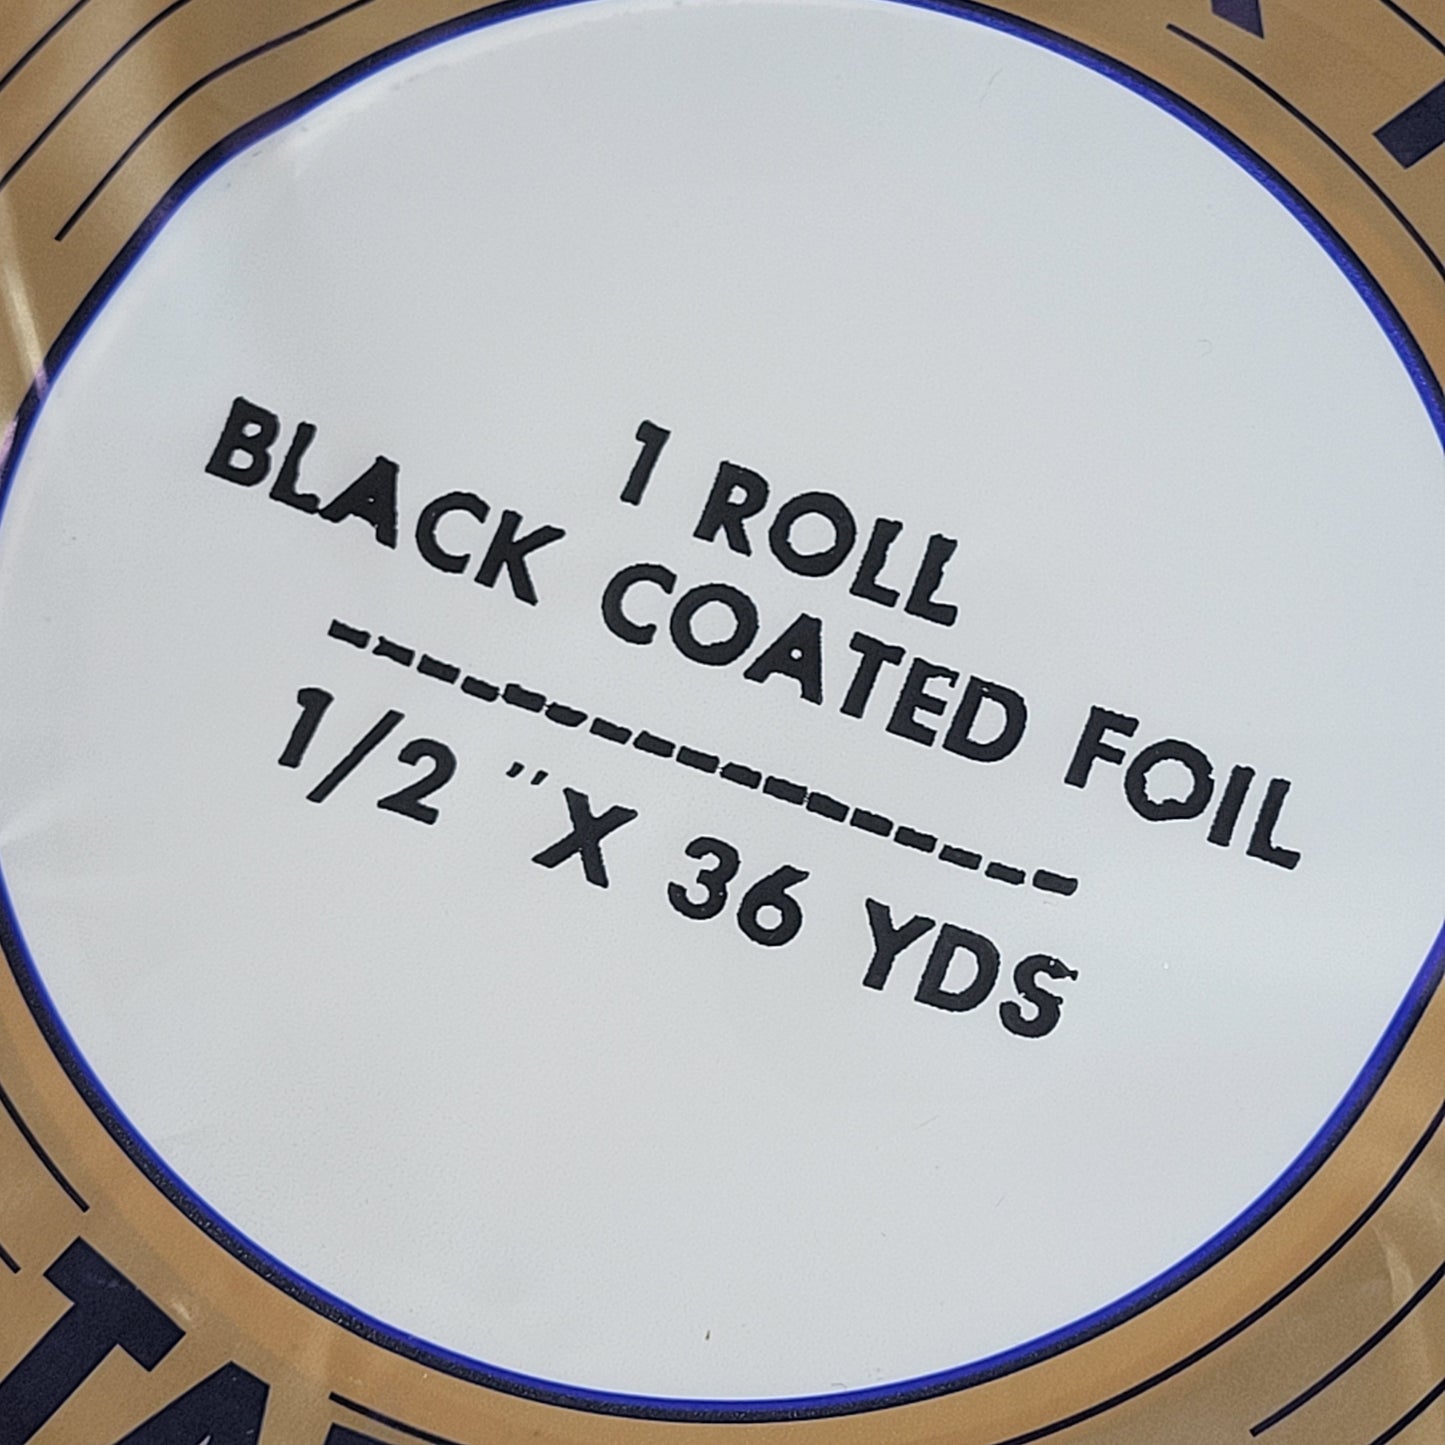 1 ROLL
BLACK COATED FOIL
-----------------
1/2 "X 36 YDS